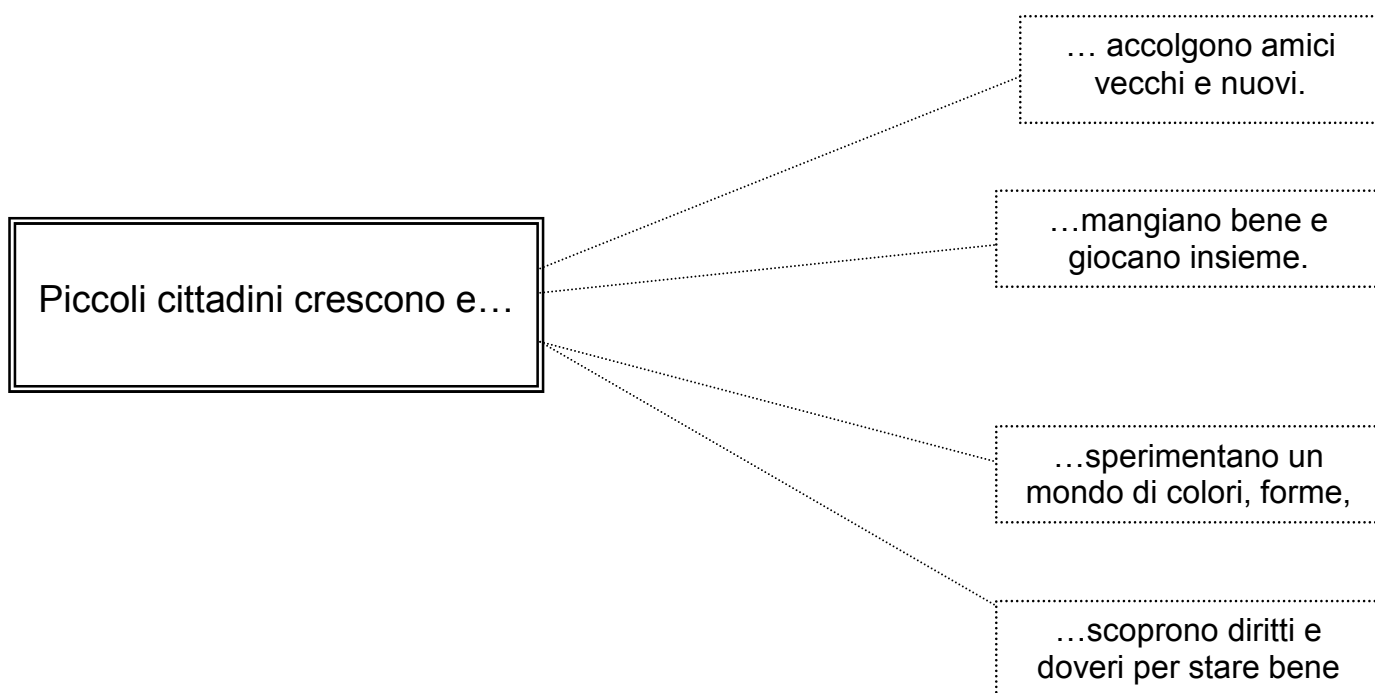 … accolgono amici
vecchi e nuovi.
…mangiano bene e
giocano insieme.
Piccoli cittadini crescono e…
…sperimentano un
mondo di colori, forme,
…scoprono diritti e
doveri per stare bene